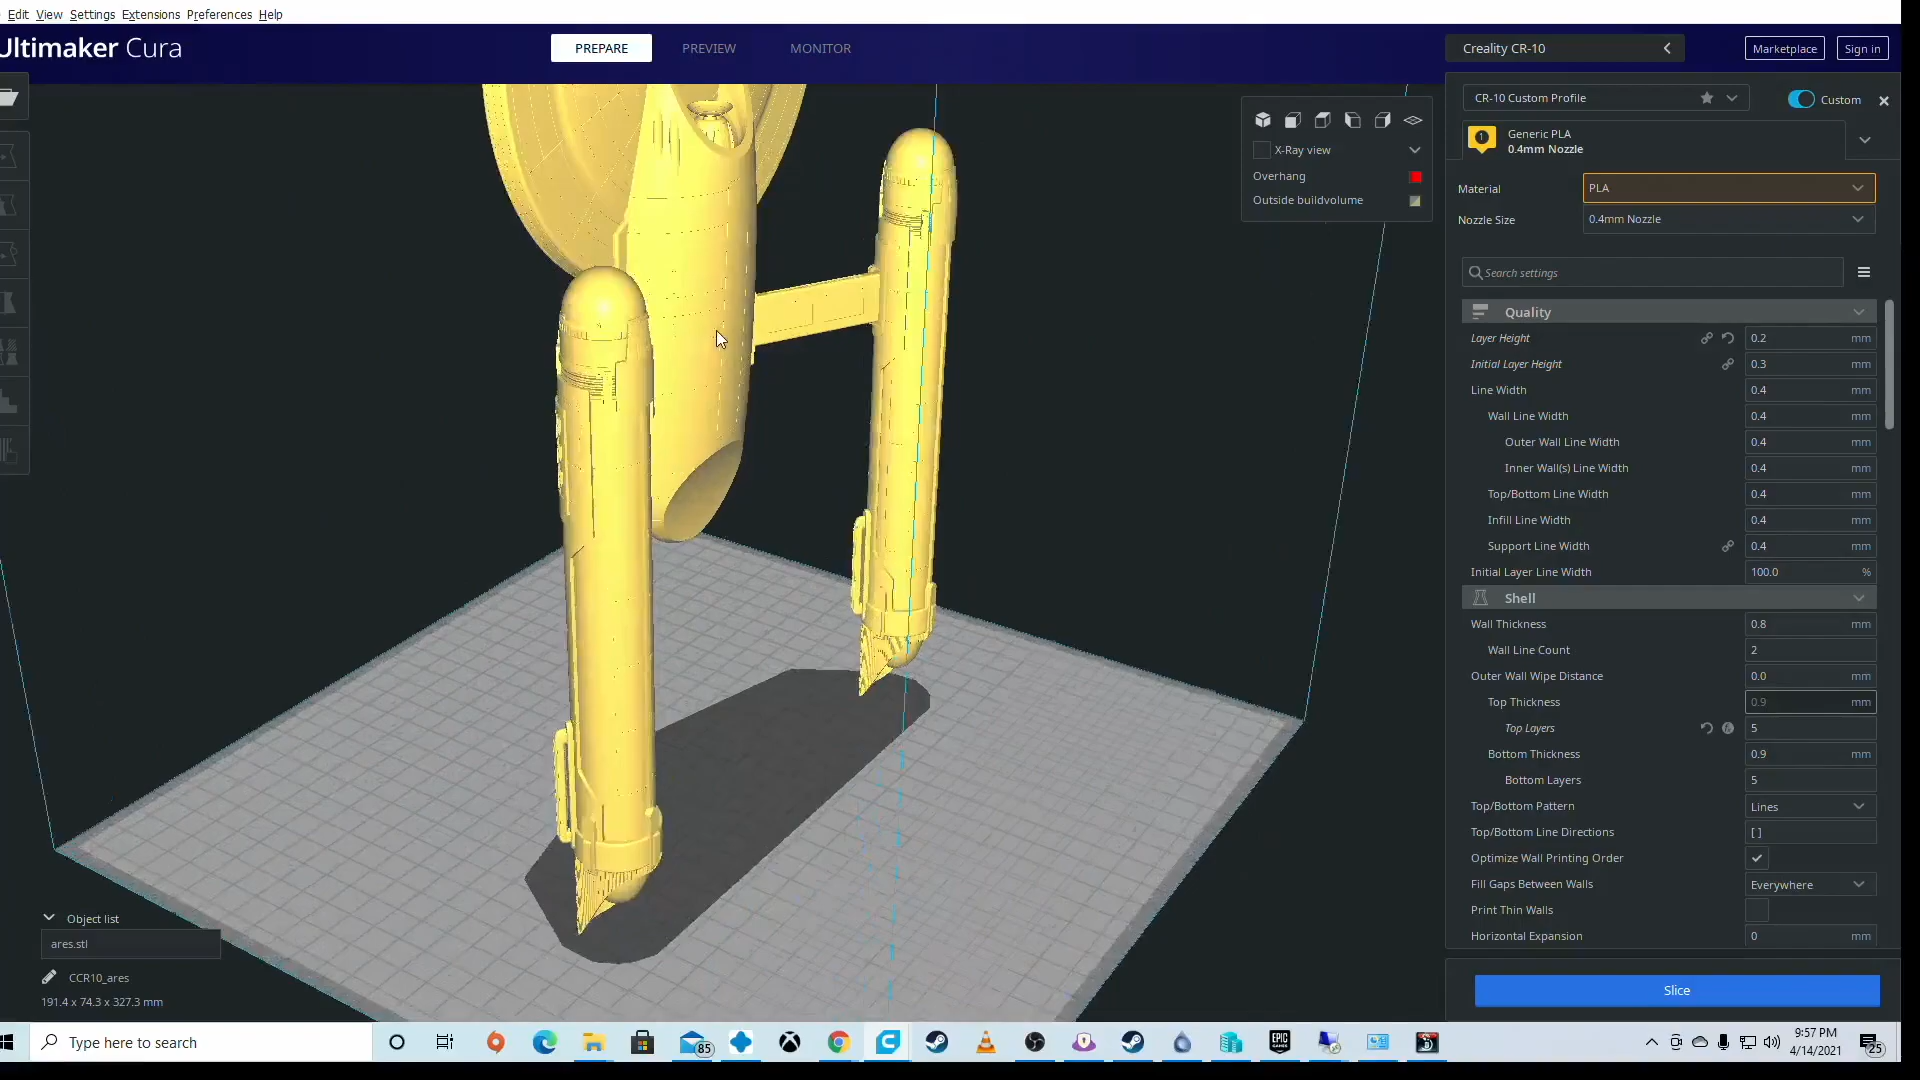 Edit View Settings Extensions Preferences Help
Ultimaker Cura
PREPARE PREVIEW MONITOR
Creality CR-10
Marketplace
Sign in
CR-10 Custom Profile
Custom
1
Generic PLA
0.4mm Nozzle
X-Ray view
Overhang
Outside buildvolume
Material PLA
Nozzle Size 0.4mm Nozzle
Search settings
Quality
Layer Height 0.2 mm
Initial Layer Height 0.3 mm
Line Width 0.4 mm
Wall Line Width 0.4 mm
Outer Wall Line Width 0.4 mm
Inner Wall(s) Line Width 0.4 mm
Top/Bottom Line Width 0.4 mm
Infill Line Width 0.4 mm
Support Line Width 0.4 mm
Initial Layer Line Width 100.0 %
Shell
Wall Thickness 0.8 mm
Wall Line Count 2
Outer Wall Wipe Distance 0.0 mm
Top Thickness 0.9 mm
Top Layers 5
Bottom Thickness 0.9 mm
Bottom Layers 5
Top/Bottom Pattern Lines
Top/Bottom Line Directions [ ]
Optimize Wall Printing Order
Fill Gaps Between Walls Everywhere
Print Thin Walls
Horizontal Expansion 0 mm
Object list
ares.stl
CCR10_ares
191.4 x 74.3 x 327.3 mm
Slice
Type here to search
85
EPIC
9:57 PM
4/14/2021
25